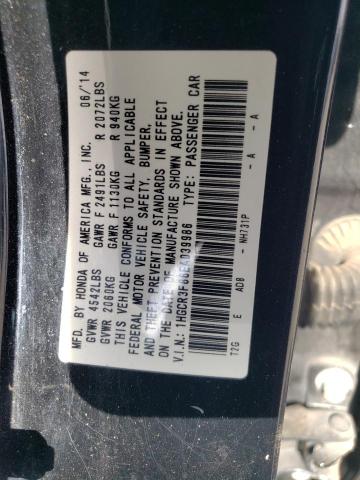 MFD. BY HONDA OF AMERICA MFG., INC. 06/'14
GVWR 4542LBS GAWR F 2491LBS R 2072LBS
GVWR 2060KG GAWR F 1130KG R 940KG
THIS VEHICLE CONFORMS TO ALL APPLICABLE
FEDERAL MOTOR VEHICLE SAFETY, BUMPER,
AND THEFT PREVENTION STANDARDS IN EFFECT
ON THE DATE OF MANUFACTURE SHOWN ABOVE.
V.I.N.: TYPE: PASSENGER CAR
T2G E AD8 - NH731P - A - A